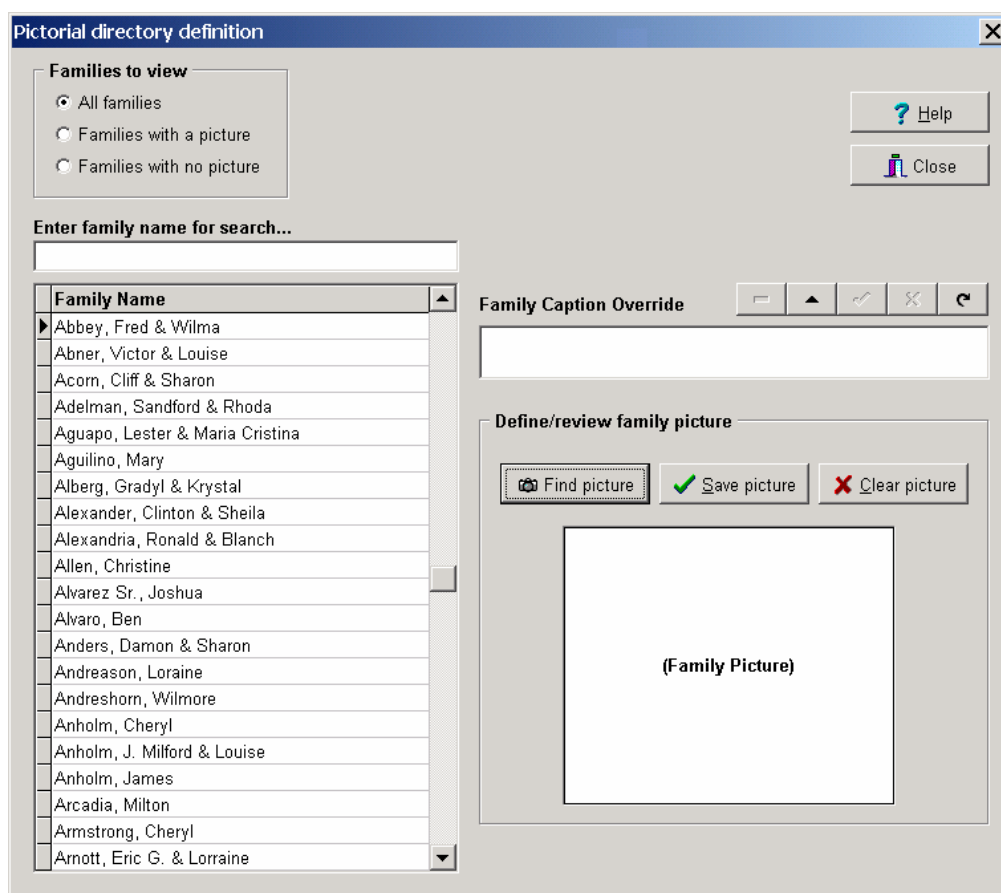 Pictorial directory definition
Families to view
All families
Families with a picture
Families with no picture
Help
Close
Enter family name for search...
Family Name
Abbey, Fred & Wilma
Abner, Victor & Louise
Acorn, Cliff & Sharon
Adelman, Sandford & Rhoda
Aguapo, Lester & Maria Cristina
Aguilino, Mary
Alberg, Gradyl & Krystal
Alexander, Clinton & Sheila
Alexandria, Ronald & Blanch
Allen, Christine
Alvarez Sr., Joshua
Alvaro, Ben
Anders, Damon & Sharon
Andreason, Loraine
Andreshorn, Wilmore
Anholm, Cheryl
Anholm, J. Milford & Louise
Anholm, James
Arcadia, Milton
Armstrong, Cheryl
Arnott, Eric G. & Lorraine
Family Caption Override
Define/review family picture
Find picture
Save picture
Clear picture
(Family Picture)